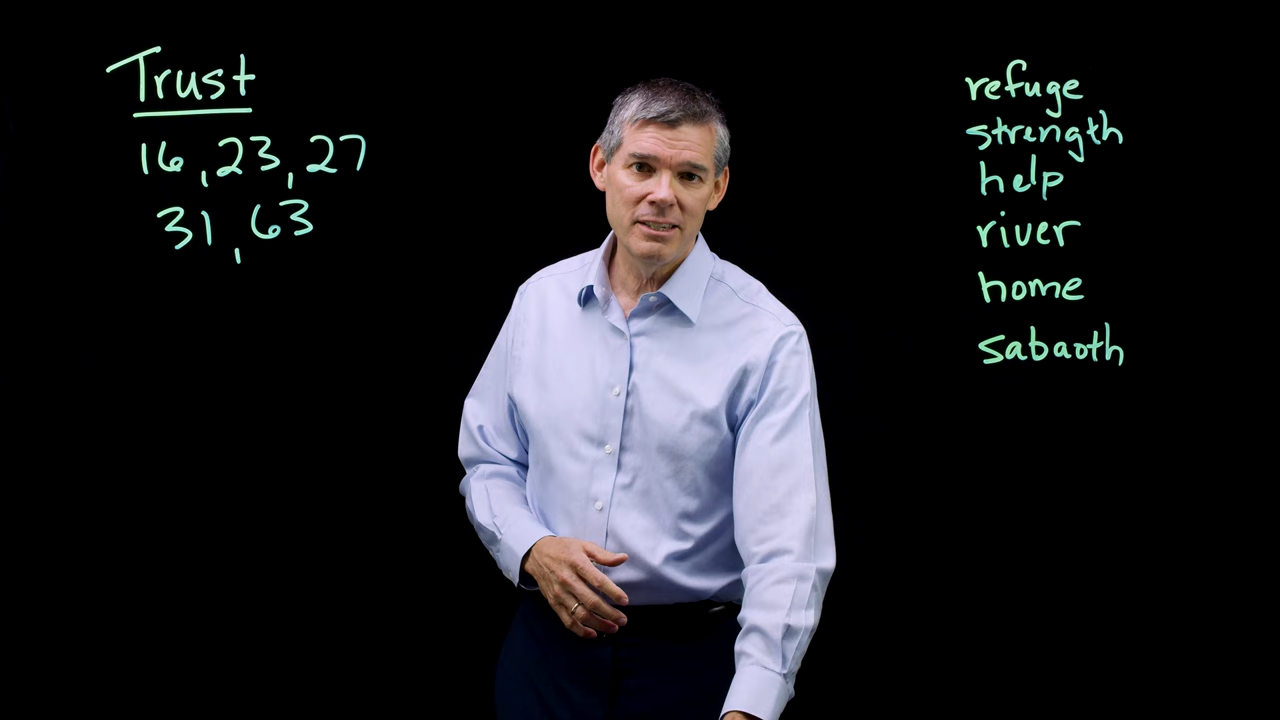 Trust
16, 23, 27
31, 63
refuge
strength
help
river
home
sabaoth